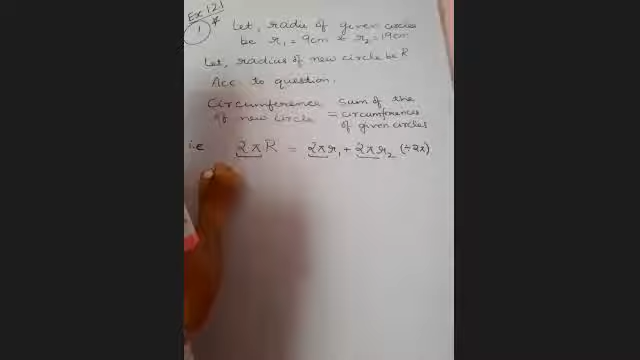 Ex 12.1
1 *
Let, radii of given circles
be r₁ = 9cm & r₂ = 19cm
Let, radius of new circle be R
Acc to question.
Circumference of new circle = sum of the circumferences of given circles
i.e 2πR = 2πr₁ + 2πr₂ (÷2π)